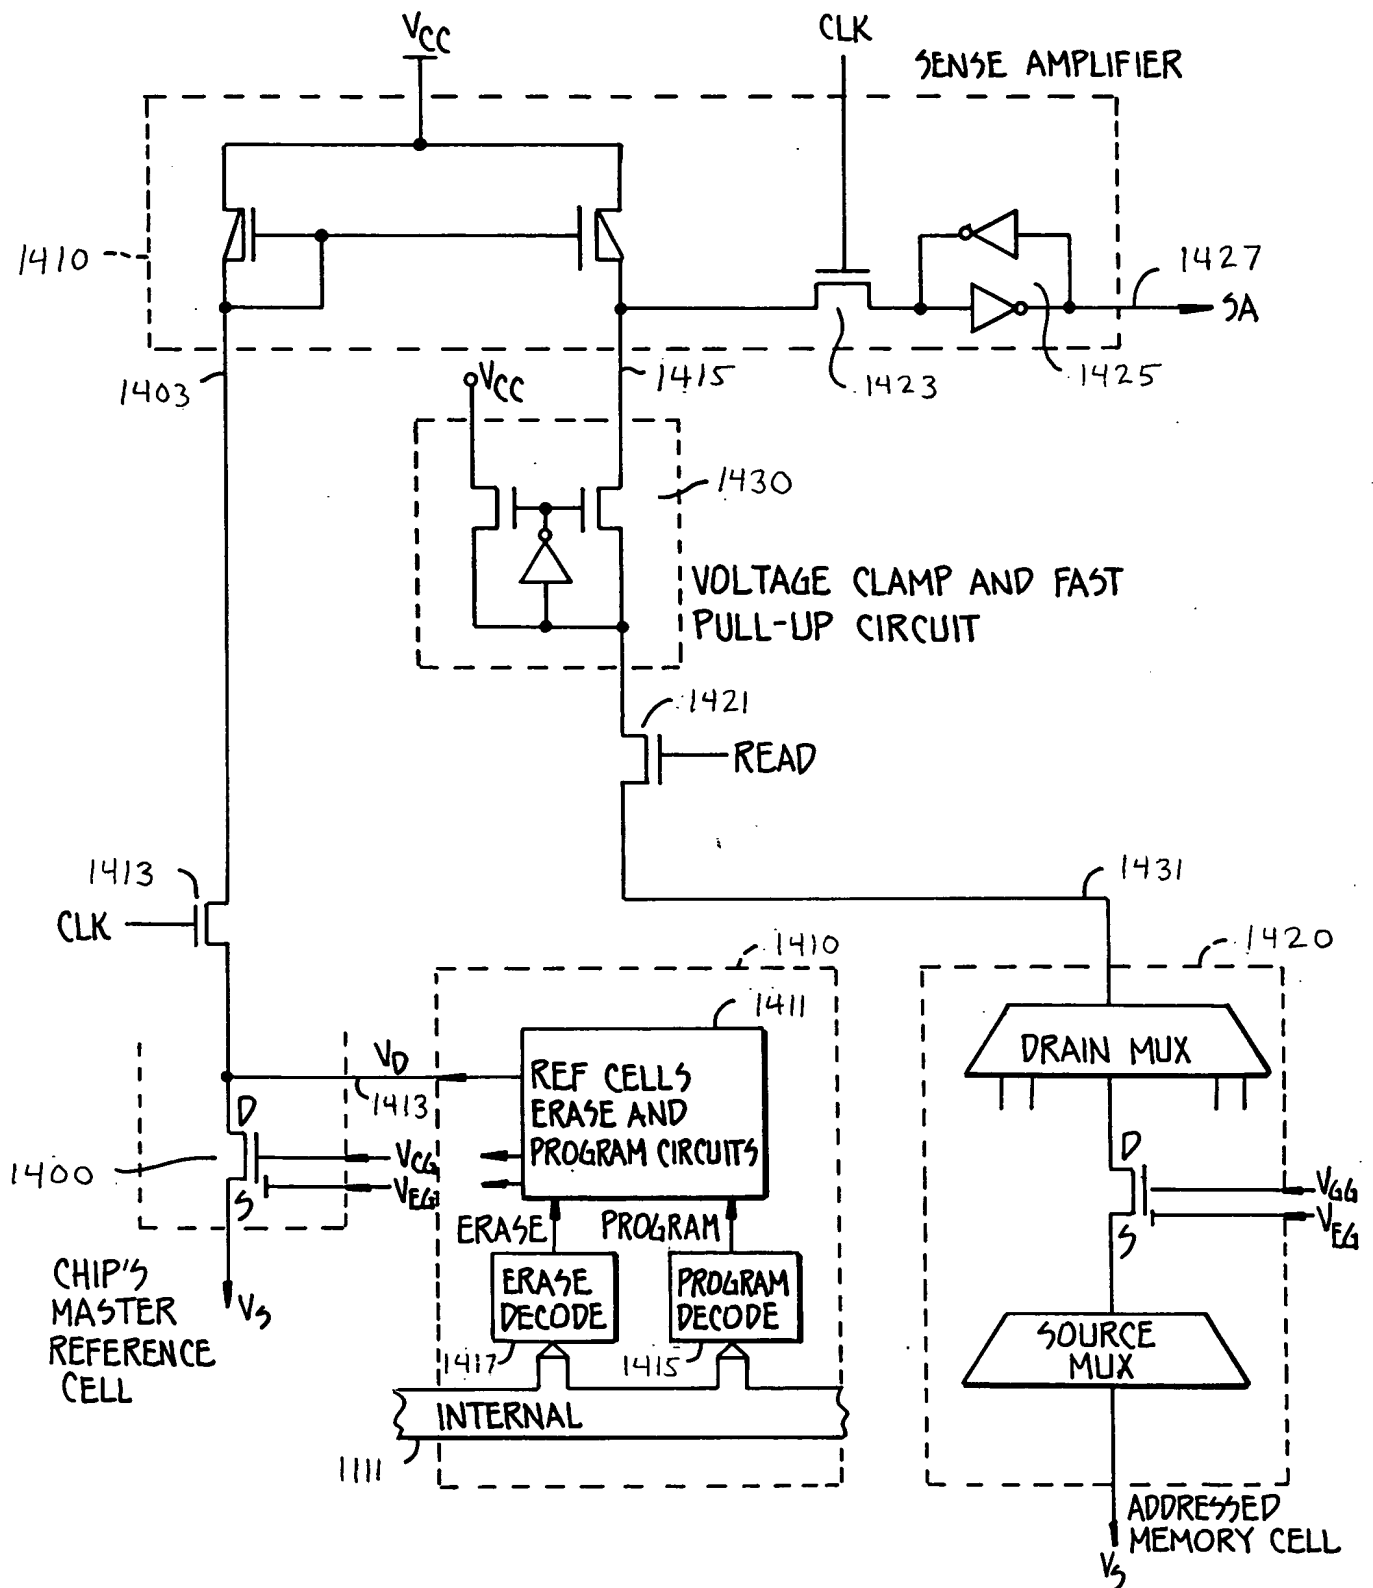 VCC
CLK
SENSE AMPLIFIER
1410
1427
SA
1403
VCC
1415
1423
1425
1430
VOLTAGE CLAMP AND FAST
PULL-UP CIRCUIT
1421
READ
1413
CLK
1431
1410
1420
1411
DRAIN MUX
VD
1413
REF CELLS
ERASE AND
PROGRAM CIRCUITS
D
S
1400
VCG
VEG
D
S
VGG
VEG
ERASE
PROGRAM
ERASE
DECODE
PROGRAM
DECODE
CHIP'S
MASTER
REFERENCE
CELL
VS
1417
1415
SOURCE
MUX
INTERNAL
1111
ADDRESSED
MEMORY CELL
VS